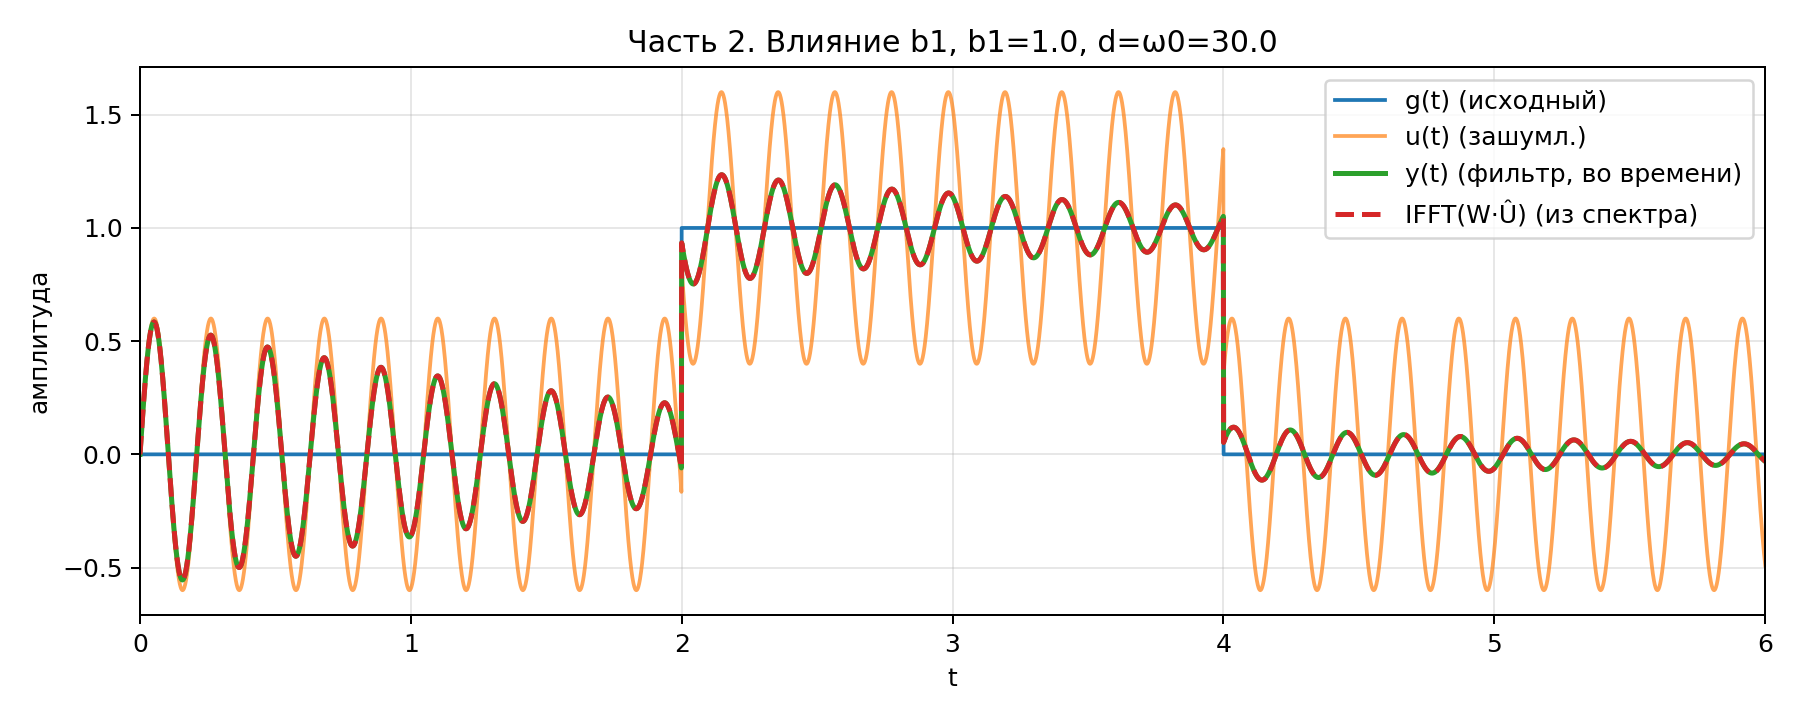 Часть 2. Влияние b1, b1=1.0, d=ω0=30.0
g(t) (исходный)
u(t) (зашумл.)
y(t) (фильтр, во времени)
IFFT(W·Û) (из спектра)
амплитуда
1.5
1.0
0.5
0.0
−0.5
0 1 2 3 4 5 6
t